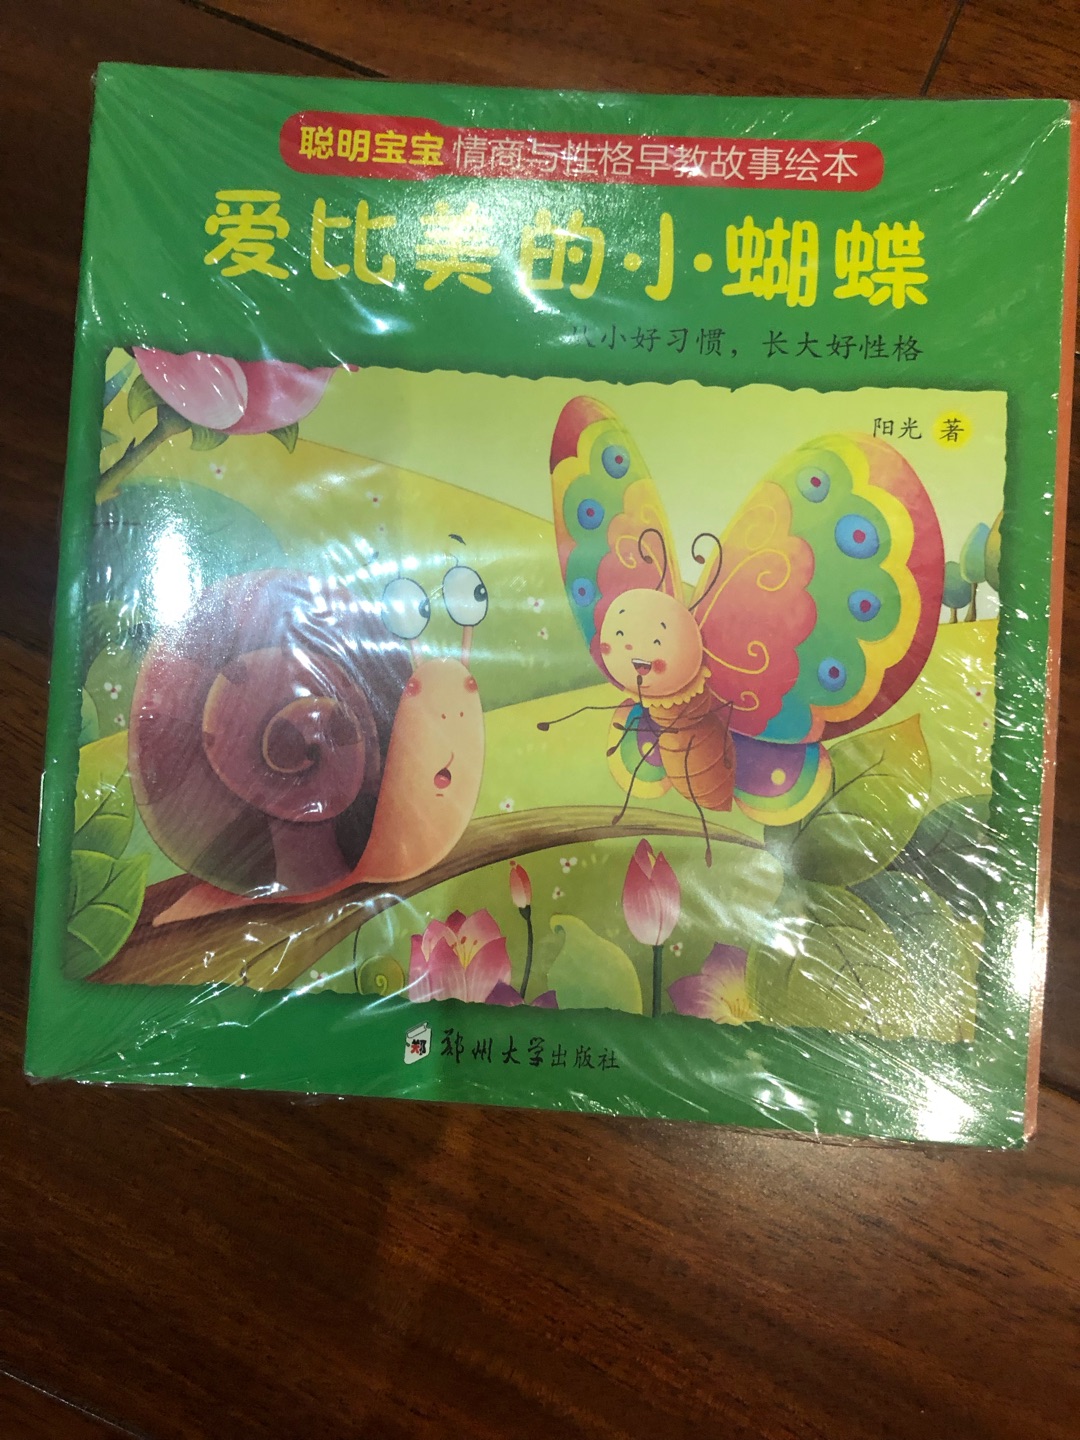 聪明宝宝 情商与性格早教故事绘本
爱比美的小蝴蝶
从小好习惯，长大好性格
阳光 著
郑
郑州大学出版社